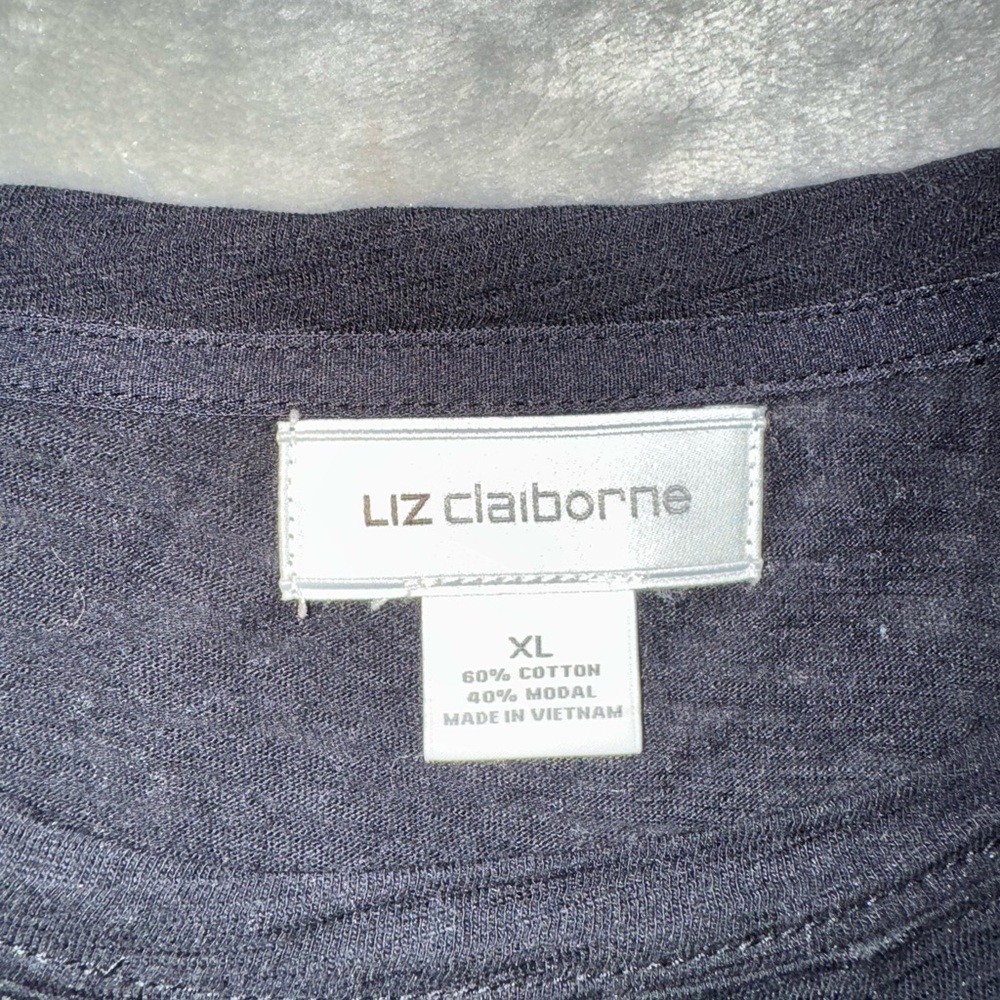 LIZ claiborne
XL
60% COTTON
40% MODAL
MADE IN VIETNAM